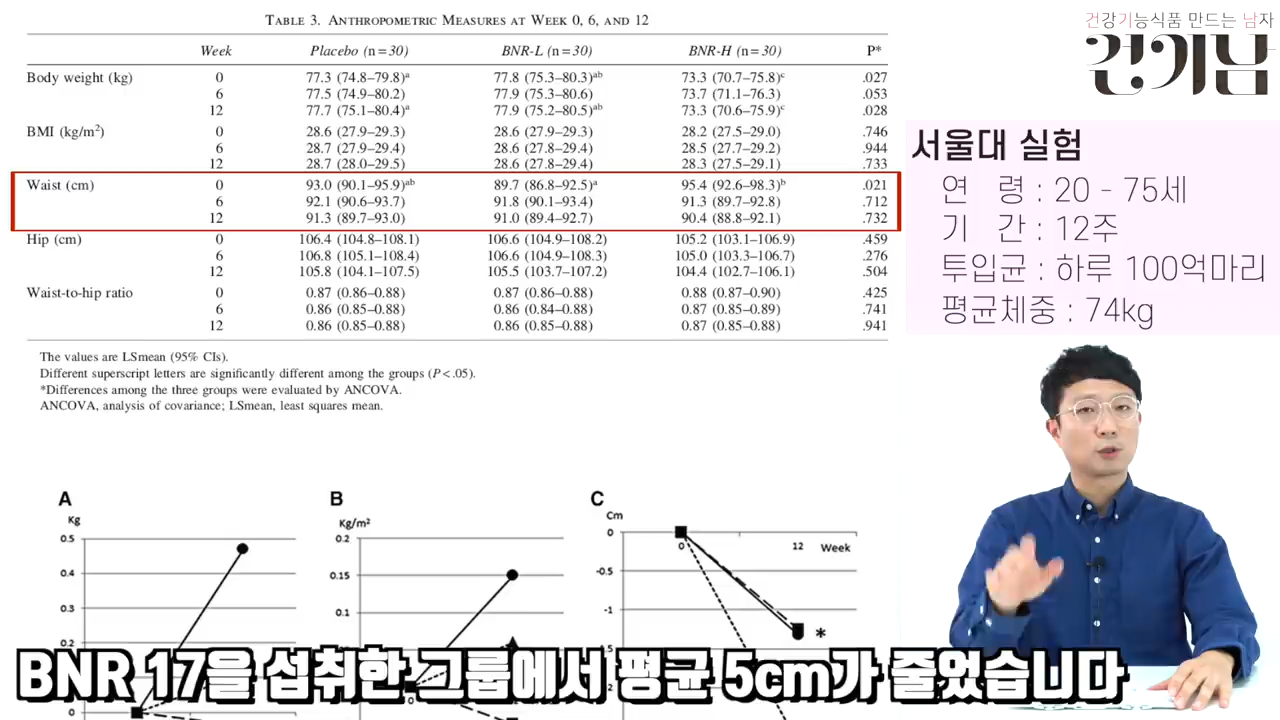 TABLE 3. ANTHROPOMETRIC MEASURES AT WEEK 0, 6, AND 12
Week Placebo (n=30) BNR-L (n=30) BNR-H (n=30) P*
Body weight (kg) 0 77.3 (74.8–79.8)ᵃ 77.8 (75.3–80.3)ᵃᵇ 73.3 (70.7–75.8)ᶜ .027
6 77.5 (74.9–80.2) 77.9 (75.3–80.6) 73.7 (71.1–76.3) .053
12 77.7 (75.1–80.4)ᵃ 77.9 (75.2–80.5)ᵃᵇ 73.3 (70.6–75.9)ᶜ .028
BMI (kg/m²) 0 28.6 (27.9–29.3) 28.6 (27.9–29.3) 28.2 (27.5–29.0) .746
6 28.7 (27.9–29.4) 28.6 (27.8–29.4) 28.5 (27.7–29.2) .944
12 28.7 (28.0–29.5) 28.6 (27.8–29.4) 28.3 (27.5–29.1) .733
Waist (cm) 0 93.0 (90.1–95.9)ᵃᵇ 89.7 (86.8–92.5)ᵃ 95.4 (92.6–98.3)ᵇ .021
6 92.1 (90.6–93.7) 91.8 (90.1–93.4) 91.3 (89.7–92.8) .712
12 91.3 (89.7–93.0) 91.0 (89.4–92.7) 90.4 (88.8–92.1) .732
Hip (cm) 0 106.4 (104.8–108.1) 106.6 (104.9–108.2) 105.2 (103.1–106.9) .459
6 106.8 (105.1–108.4) 106.6 (104.9–108.3) 105.0 (103.3–106.7) .276
12 105.8 (104.1–107.5) 105.5 (103.7–107.2) 104.4 (102.7–106.1) .504
Waist-to-hip ratio 0 0.87 (0.86–0.88) 0.87 (0.86–0.88) 0.88 (0.87–0.90) .425
6 0.86 (0.85–0.88) 0.86 (0.84–0.88) 0.87 (0.85–0.89) .741
12 0.86 (0.85–0.88) 0.86 (0.85–0.88) 0.87 (0.85–0.88) .941
The values are LSmean (95% CIs).
Different superscript letters are significantly different among the groups (P<.05).
*Differences among the three groups were evaluated by ANCOVA.
ANCOVA, analysis of covariance; LSmean, least squares mean.
건강기능식품 만드는 남자
건기남
서울대 실험
연 령 : 20 - 75세
기 간 : 12주
투입균 : 하루 100억마리
평균체중 : 74kg
A
Kg
0.5
0.4
0.3
0.2
0
B
Kg/m²
0.2
0.15
0.1
0
C
Cm
0
0 12 Week
-0.5
-1
*
BNR 17을 섭취한 그룹에서 평균 5cm가 줄었습니다